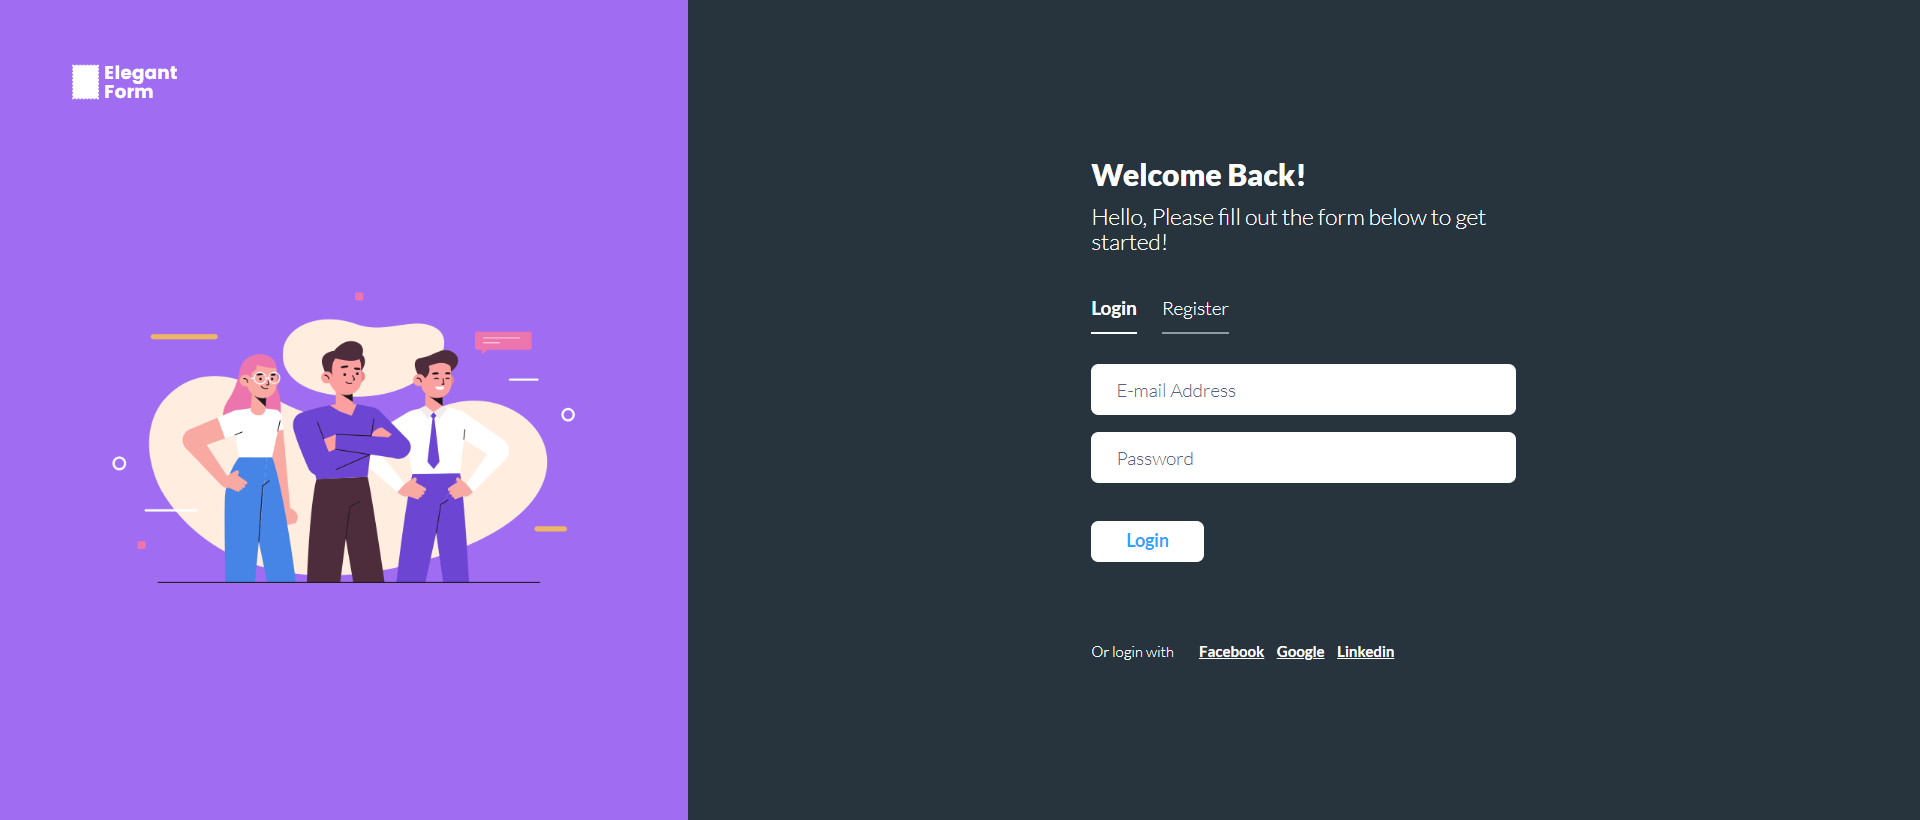 Elegant
Form
Welcome Back!
Hello, Please fill out the form below to get
started!
Login Register
E-mail Address
Password
Login
Or login with Facebook Google Linkedin